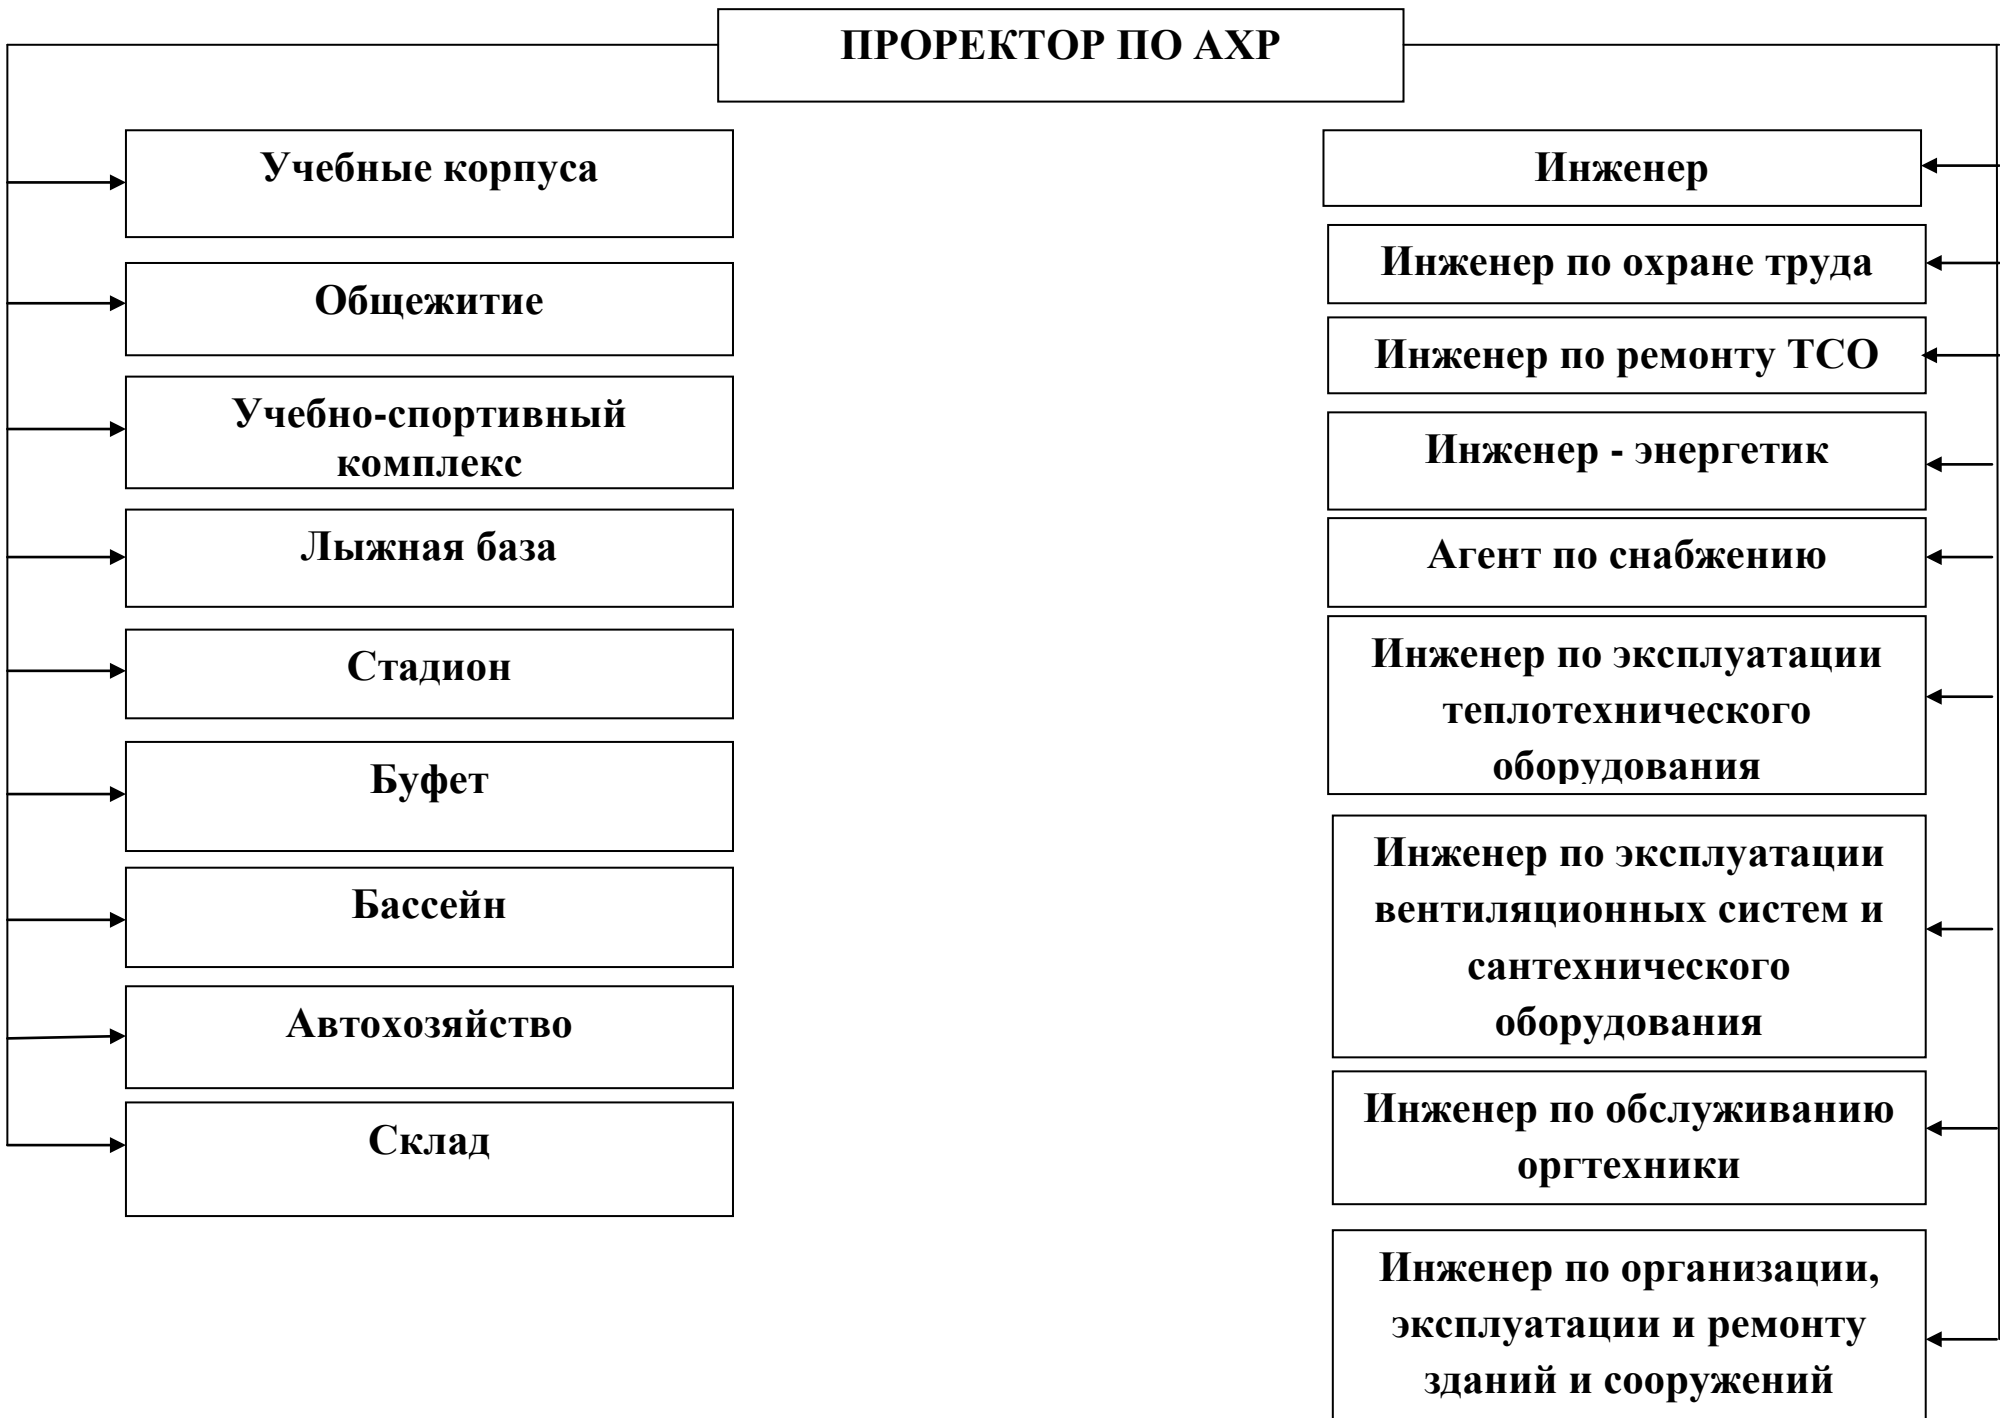 ПРОРЕКТОР ПО АХР
Учебные корпуса
Общежитие
Учебно-спортивный
комплекс
Лыжная база
Стадион
Буфет
Бассейн
Автохозяйство
Склад
Инженер
Инженер по охране труда
Инженер по ремонту ТСО
Инженер - энергетик
Агент по снабжению
Инженер по эксплуатации
теплотехнического
оборудования
Инженер по эксплуатации
вентиляционных систем и
сантехнического
оборудования
Инженер по обслуживанию
оргтехники
Инженер по организации,
эксплуатации и ремонту
зданий и сооружений